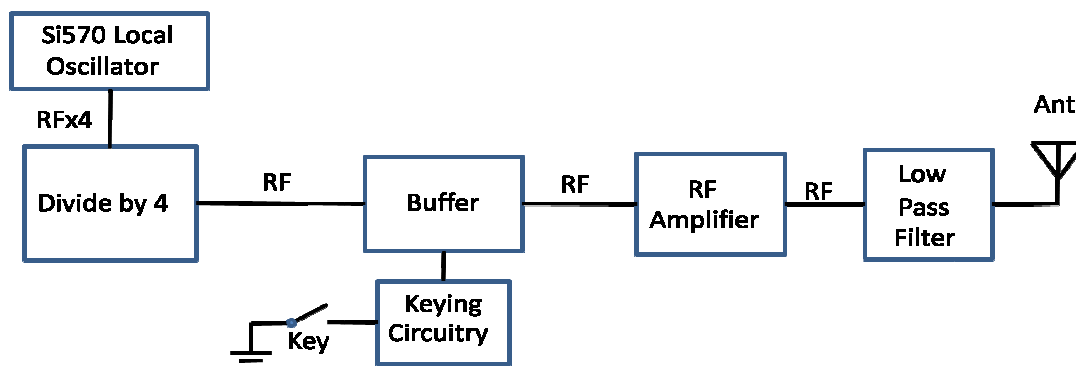 Si570 Local
Oscillator
RFx4
Divide by 4
RF
Buffer
RF
RF
Amplifier
RF
Low
Pass
Filter
Ant
Keying
Circuitry
Key